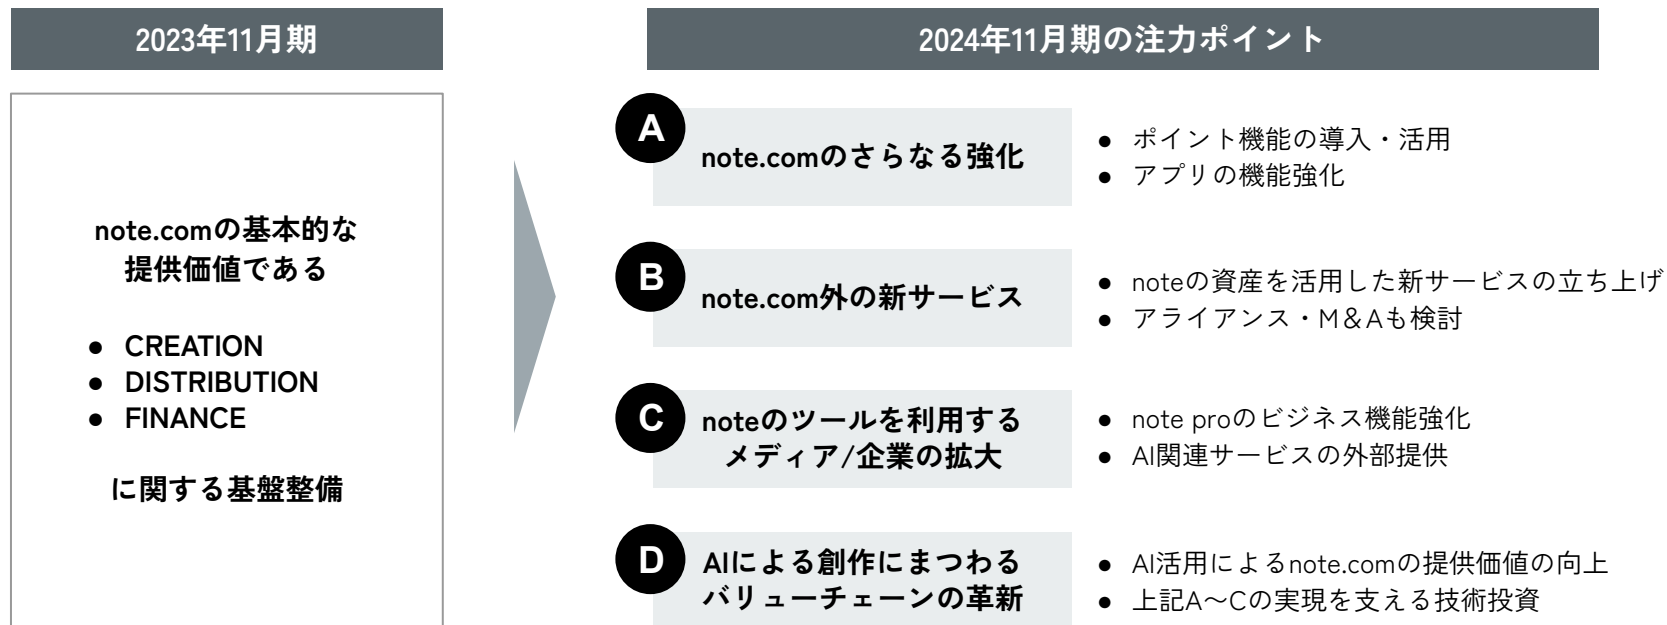 2023年11月期
note.comの基本的な
提供価値である
● CREATION
● DISTRIBUTION
● FINANCE
に関する基盤整備
2024年11月期の注力ポイント
A
note.comのさらなる強化
● ポイント機能の導入・活用
● アプリの機能強化
B
note.com外の新サービス
● noteの資産を活用した新サービスの立ち上げ
● アライアンス・M&Aも検討
C
noteのツールを利用する
メディア/企業の拡大
● note proのビジネス機能強化
● AI関連サービスの外部提供
D
AIによる創作にまつわる
バリューチェーンの革新
● AI活用によるnote.comの提供価値の向上
● 上記A〜Cの実現を支える技術投資